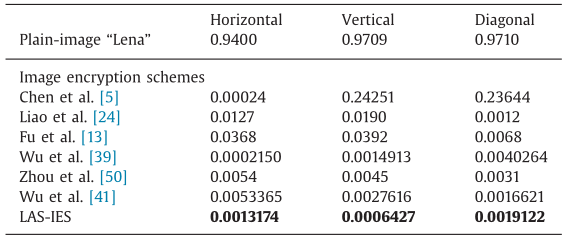 Horizontal Vertical Diagonal
Plain-image “Lena” 0.9400 0.9709 0.9710
Image encryption schemes
Chen et al. [5] 0.00024 0.24251 0.23644
Liao et al. [24] 0.0127 0.0190 0.0012
Fu et al. [13] 0.0368 0.0392 0.0068
Wu et al. [39] 0.0002150 0.0014913 0.0040264
Zhou et al. [50] 0.0054 0.0045 0.0031
Wu et al. [41] 0.0053365 0.0027616 0.0016621
LAS-IES 0.0013174 0.0006427 0.0019122